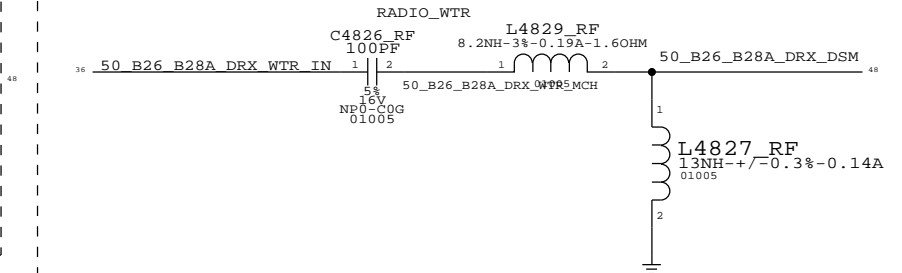 RADIO_WTR
C4826_RF
100PF
L4829_RF
8.2NH-3%-0.19A-1.6OHM
36 50_B26_B28A_DRX_WTR_IN 1 2
1 2
50_B26_B28A_DRX_DSM 48
48
50_B26_B28A_DRX_WTR_MCH
01005
5%
16V
NP0-C0G
01005
1
L4827_RF
13NH-+/-0.3%-0.14A
01005
2